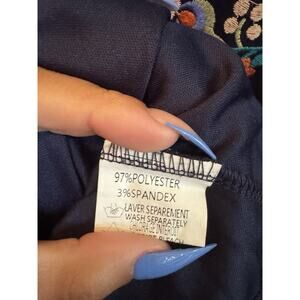 97%POLYESTER
3%SPANDEX
LAVER SEPAREMENT
WASH SEPARATELY